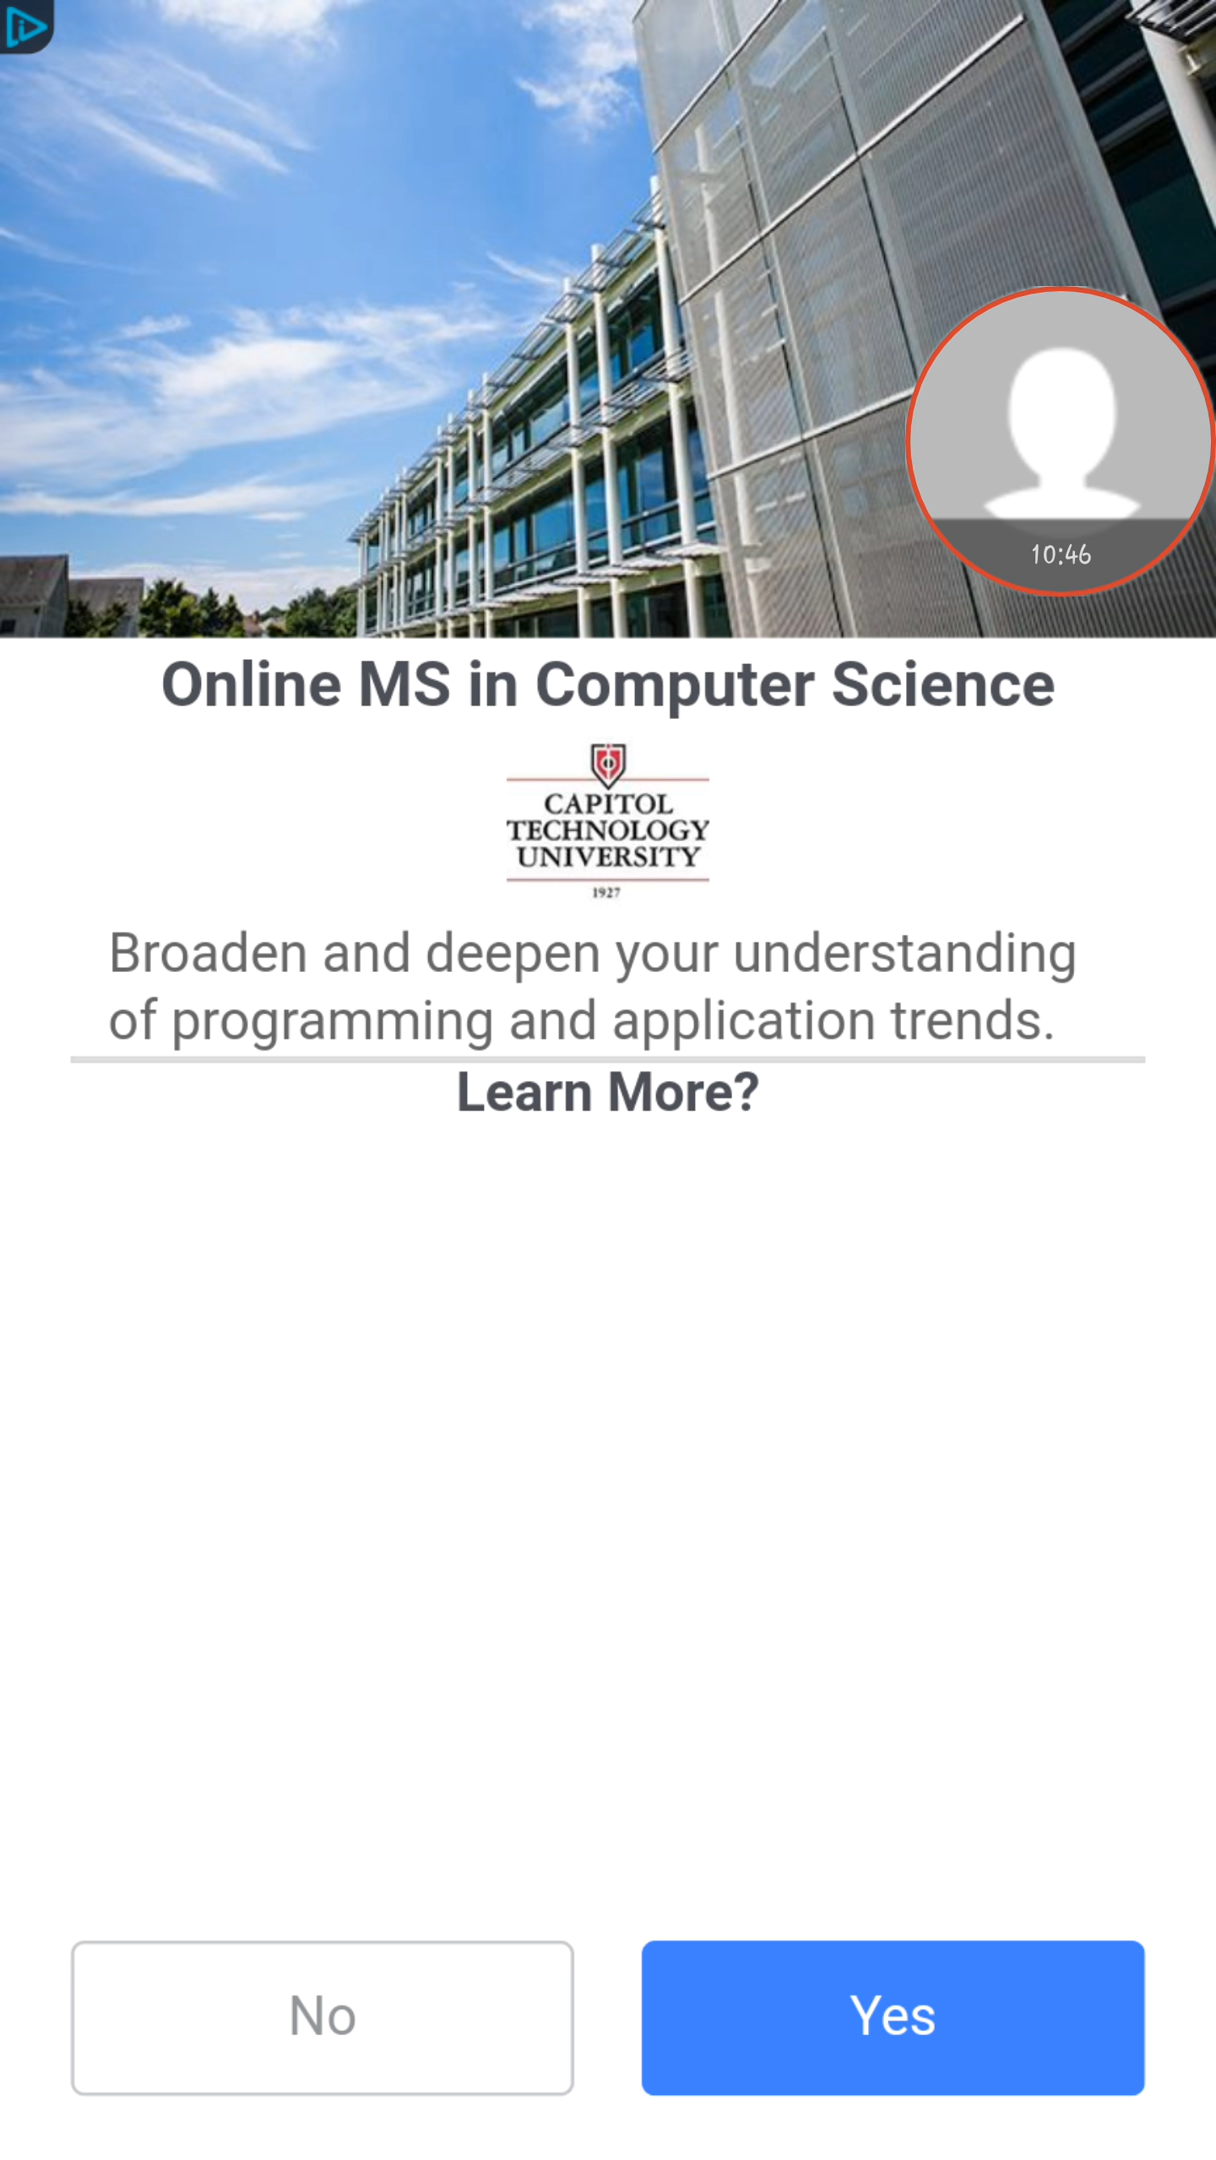 10:46
Online MS in Computer Science
CAPITOL
TECHNOLOGY
UNIVERSITY
1927
Broaden and deepen your understanding
of programming and application trends.
Learn More?
No
Yes